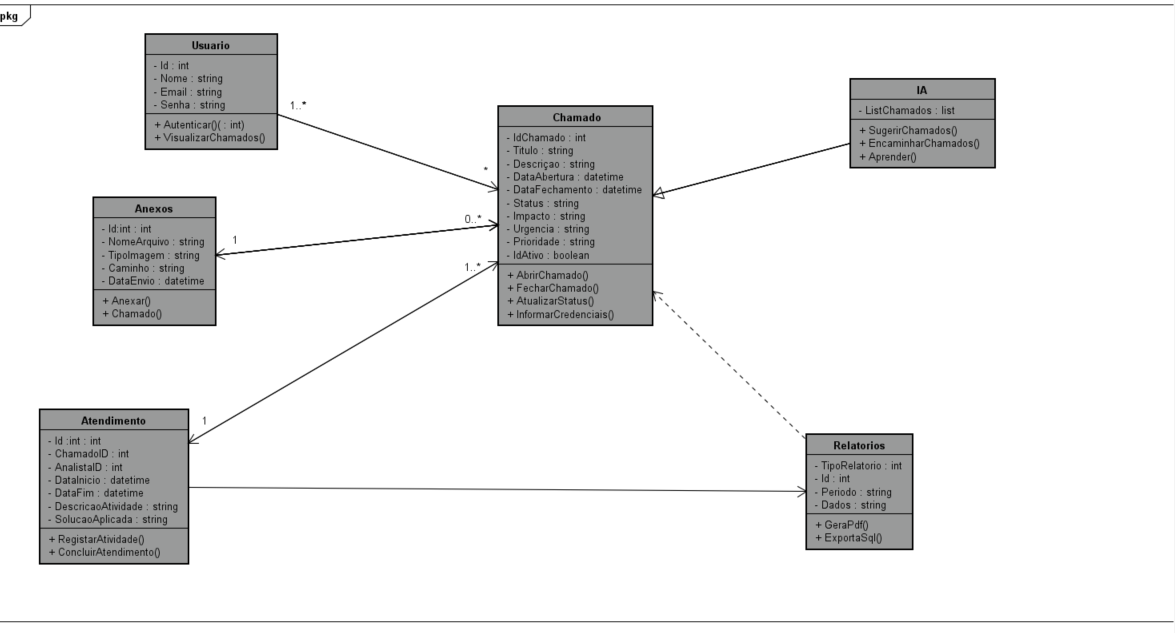 pkg
Usuario
- Id : int
- Nome : string
- Email : string
- Senha : string
+ Autenticar()( : int)
+ VisualizarChamados()
1..*
*
Chamado
- IdChamado : int
- Titulo : string
- Descriçao : string
- DataAbertura : datetime
- DataFechamento : datetime
- Status : string
- Impacto : string
- Urgencia : string
- Prioridade : string
- IdAtivo : boolean
+ AbrirChamado()
+ FecharChamado()
+ AtualizarStatus()
+ InformarCredenciais()
IA
- ListChamados : list
+ SugerirChamados()
+ EncaminharChamados()
+ Aprender()
Anexos
- Id:int : int
- NomeArquivo : string
- TipoImagem : string
- Caminho : string
- DataEnvio : datetime
+ Anexar()
+ Chamado()
1
0..*
1..*
1
Atendimento
- Id :int : int
- ChamadoID : int
- AnalistaID : int
- DataInicio : datetime
- DataFim : datetime
- DescricaoAtividade : string
- SolucaoAplicada : string
+ RegistarAtividade()
+ ConcluirAtendimento()
Relatorios
- TipoRelatorio : int
- Id : int
- Periodo : string
- Dados : string
+ GeraPdf()
+ ExportaSql()